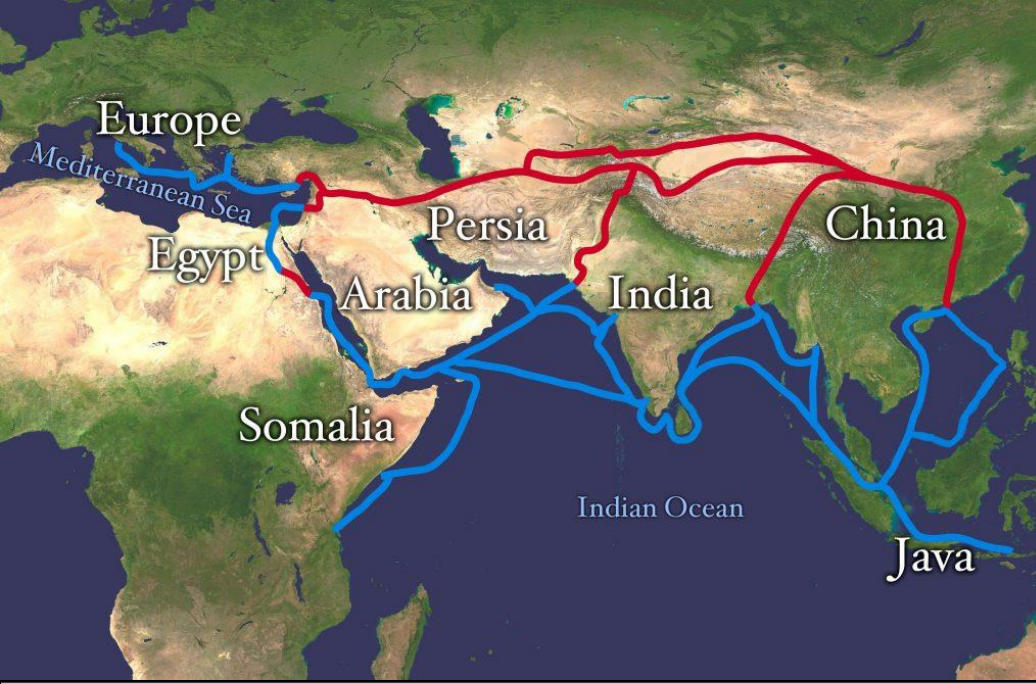 Europe
Mediterranean Sea
Egypt
Arabia
Persia
India
China
Somalia
Indian Ocean
Java